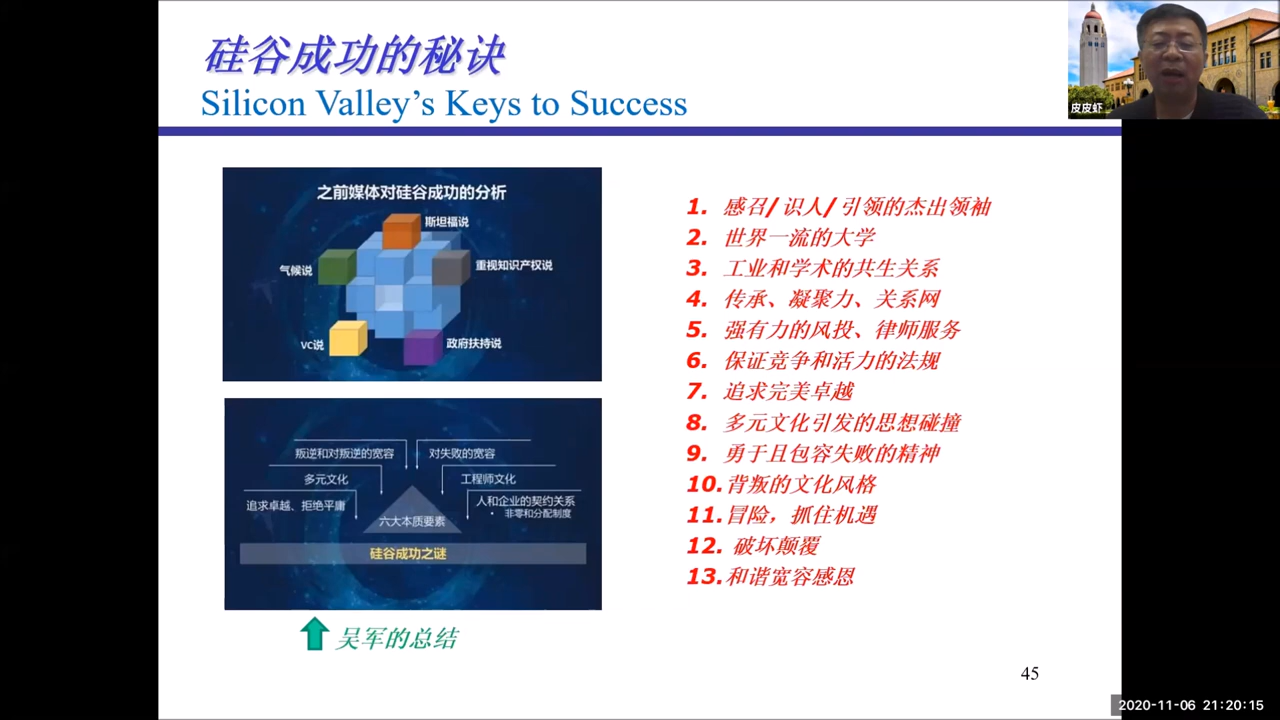 硅谷成功的秘诀
Silicon Valley's Keys to Success
皮皮虾
之前媒体对硅谷成功的分析
斯坦福说
气候说
重视知识产权说
VC说
政府扶持说
叛逆和对叛逆的宽容
对失败的宽容
多元文化
工程师文化
追求卓越、拒绝平庸
人和企业的契约关系
• 非零和分配制度
六大本质要素
硅谷成功之谜
吴军的总结
1. 感召/识人/引领的杰出领袖
2. 世界一流的大学
3. 工业和学术的共生关系
4. 传承、凝聚力、关系网
5. 强有力的风投、律师服务
6. 保证竞争和活力的法规
7. 追求完美卓越
8. 多元文化引发的思想碰撞
9. 勇于且包容失败的精神
10. 背叛的文化风格
11. 冒险，抓住机遇
12. 破坏颠覆
13. 和谐宽容感恩
45
2020-11-06 21:20:15